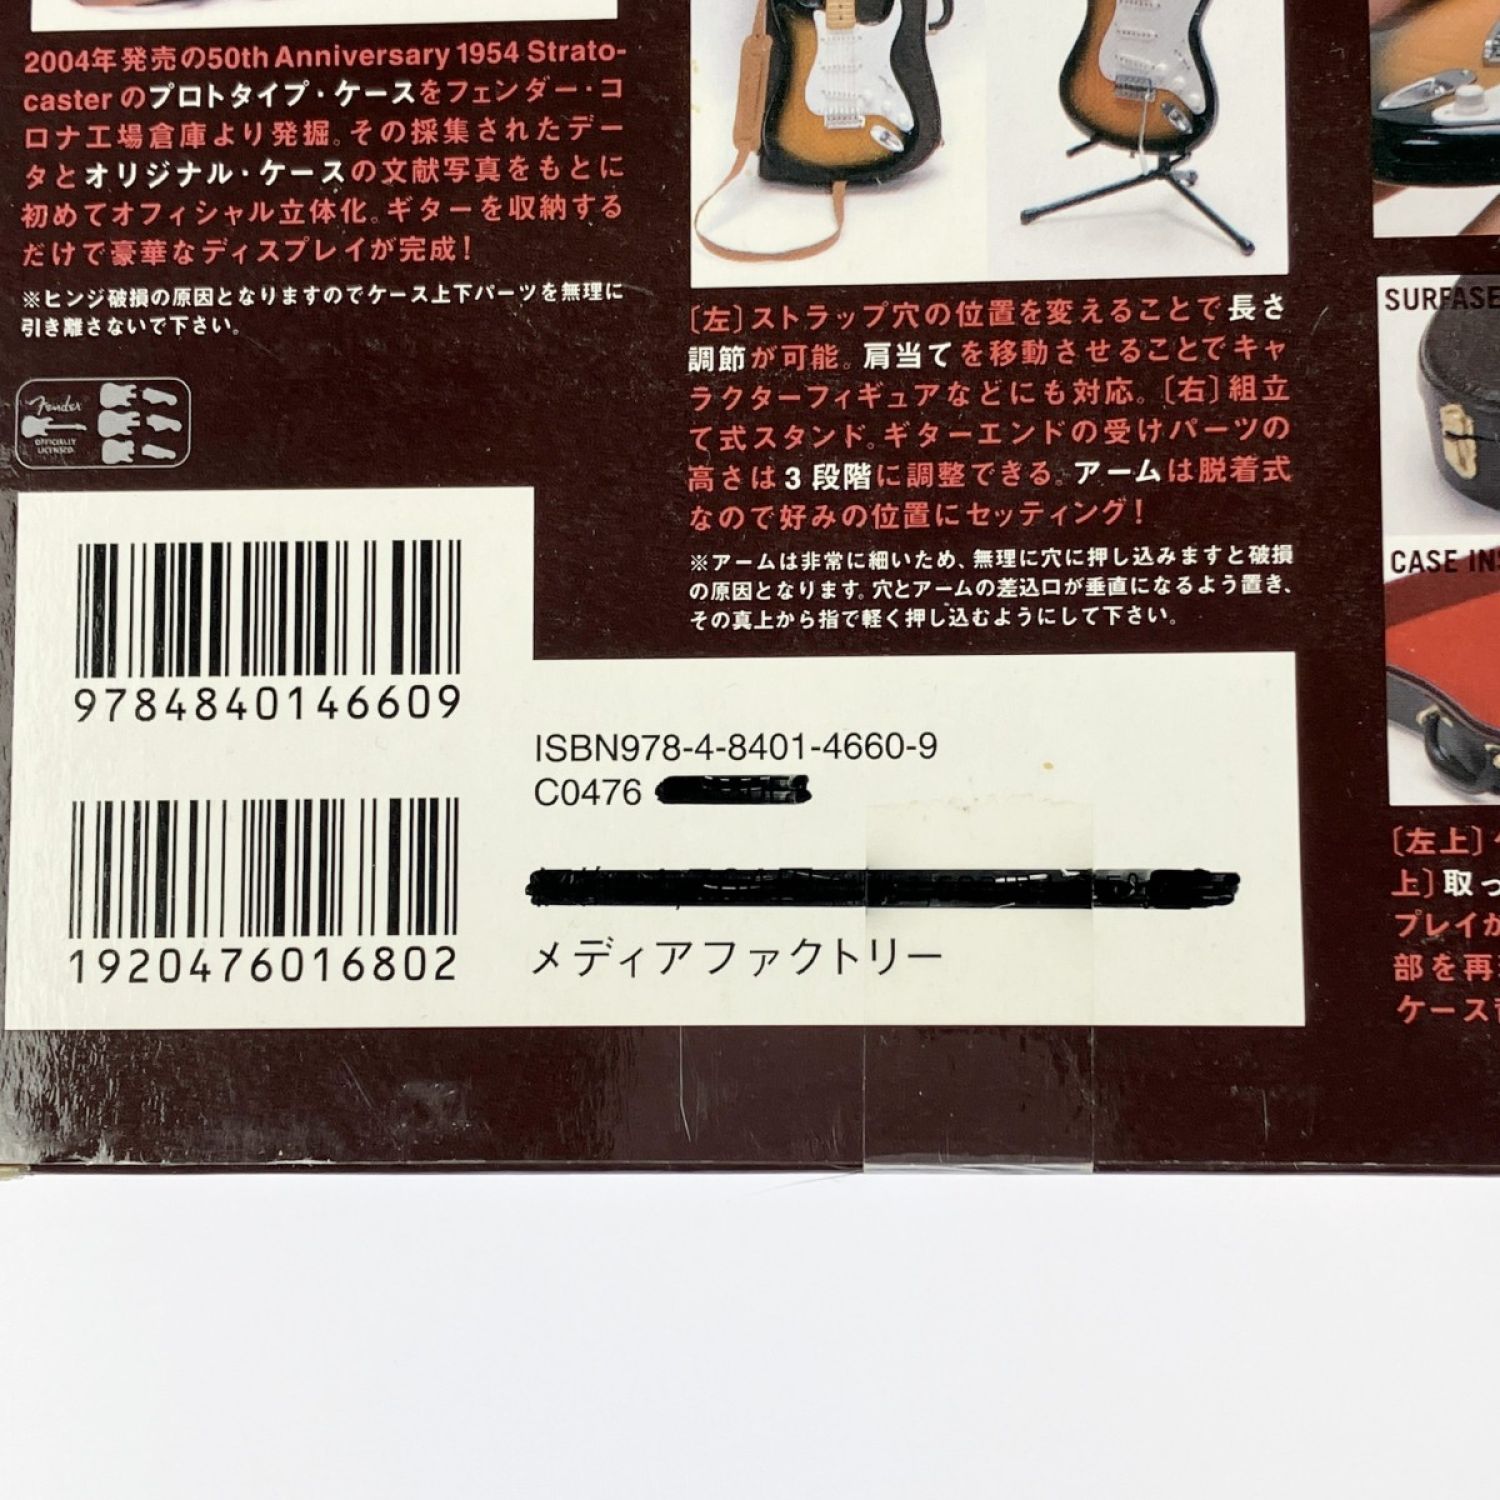 2004年発売の50th Anniversary 1954 Strato-
caster のプロトタイプ・ケースをフェンダー・コ
ロナ工場倉庫より発掘。その採集されたデー
タとオリジナル・ケースの文献写真をもとに
初めてオフィシャル立体化。ギターを収納する
だけで豪華なディスプレイが完成!
※ヒンジ破損の原因となりますのでケース上下パーツを無理に
引き離さないで下さい。
Fender
OFFICIALLY
LICENSED
〔左〕ストラップ穴の位置を変えることで長さ
調節が可能。肩当てを移動させることでキャ
ラクターフィギュアなどにも対応。〔右〕組立
て式スタンド。ギターエンドの受けパーツの
高さは3段階に調整できる。アームは脱着式
なので好みの位置にセッティング!
※アームは非常に細いため、無理に穴に押し込みますと破損
の原因となります。穴とアームの差込口が垂直になるよう置き、
その真上から指で軽く押し込むようにして下さい。
9784840146609
1920476016802
ISBN978-4-8401-4660-9
C0476
メディアファクトリー
SURFASE
CASE INS
〔左上〕
上〕取っ
プレイが
部を再
ケース